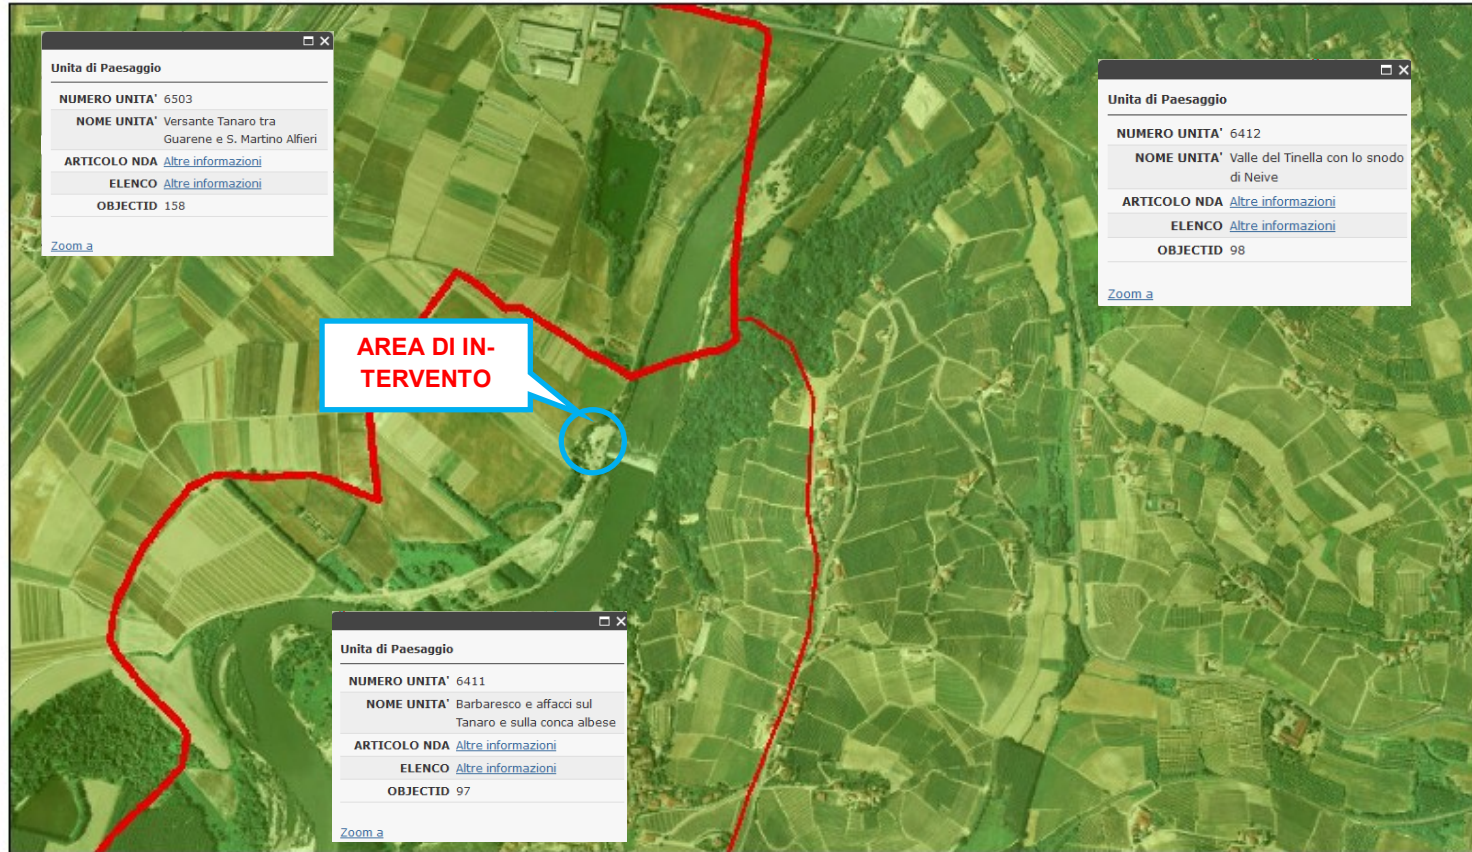 Unita di Paesaggio
NUMERO UNITA' 6503
NOME UNITA' Versante Tanaro tra
Guarene e S. Martino Alfieri
ARTICOLO NDA Altre informazioni
ELENCO Altre informazioni
OBJECTID 158
Zoom a
Unita di Paesaggio
NUMERO UNITA' 6412
NOME UNITA' Valle del Tinella con lo snodo
di Neive
ARTICOLO NDA Altre informazioni
ELENCO Altre informazioni
OBJECTID 98
Zoom a
AREA DI IN-
TERVENTO
Unita di Paesaggio
NUMERO UNITA' 6411
NOME UNITA' Barbaresco e affacci sul
Tanaro e sulla conca albese
ARTICOLO NDA Altre informazioni
ELENCO Altre informazioni
OBJECTID 97
Zoom a